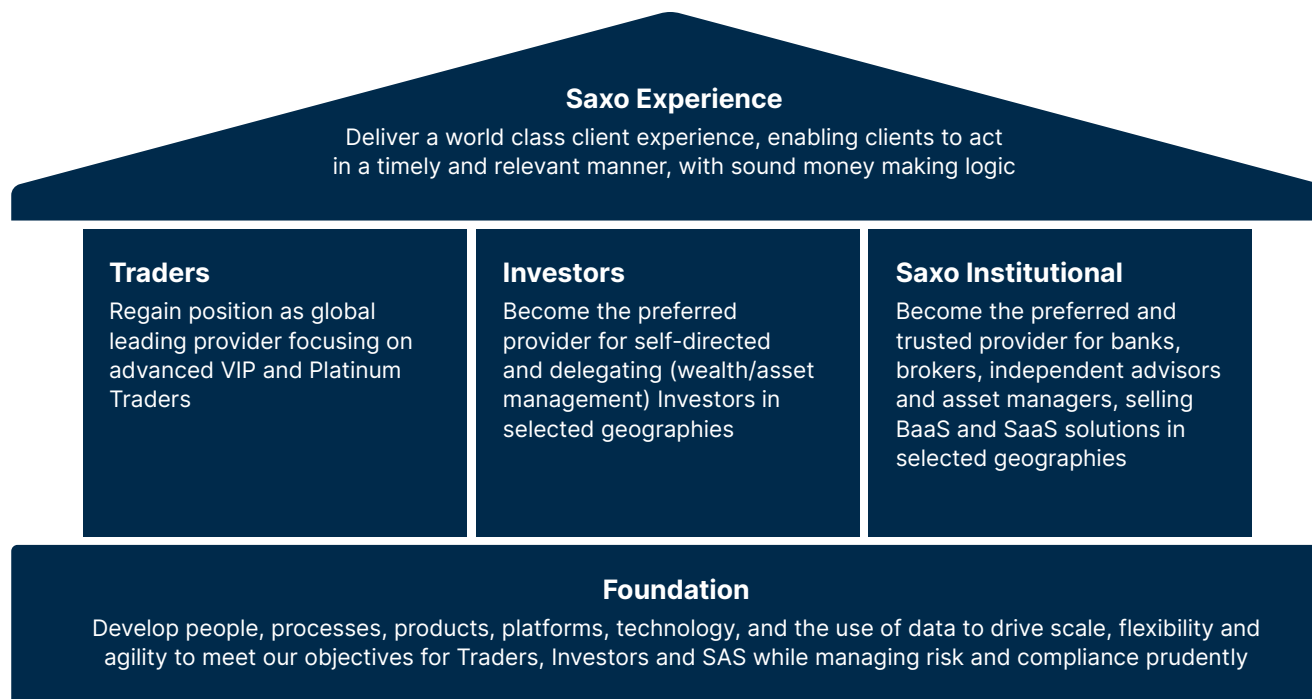 Saxo Experience
Deliver a world class client experience, enabling clients to act
in a timely and relevant manner, with sound money making logic
Traders
Regain position as global
leading provider focusing on
advanced VIP and Platinum
Traders
Investors
Become the preferred
provider for self-directed
and delegating (wealth/asset
management) Investors in
selected geographies
Saxo Institutional
Become the preferred and
trusted provider for banks,
brokers, independent advisors
and asset managers, selling
BaaS and SaaS solutions in
selected geographies
Foundation
Develop people, processes, products, platforms, technology, and the use of data to drive scale, flexibility and
agility to meet our objectives for Traders, Investors and SAS while managing risk and compliance prudently